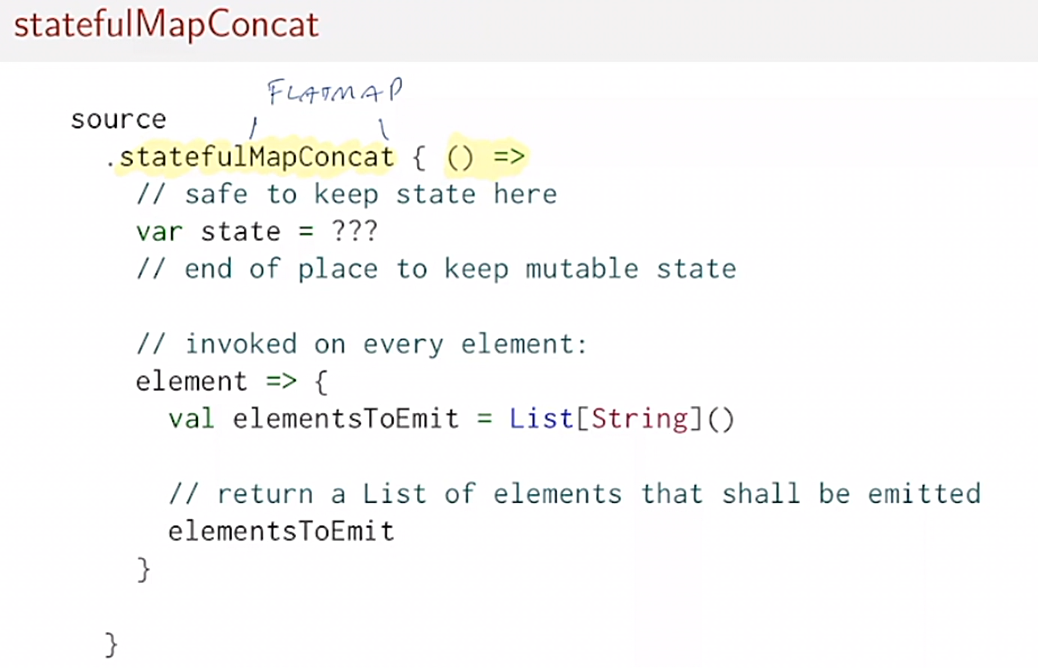 statefulMapConcat
FLATMAP
source
.statefulMapConcat { () =>
// safe to keep state here
var state = ???
// end of place to keep mutable state
// invoked on every element:
element => {
val elementsToEmit = List[String]()
// return a List of elements that shall be emitted
elementsToEmit
}
}